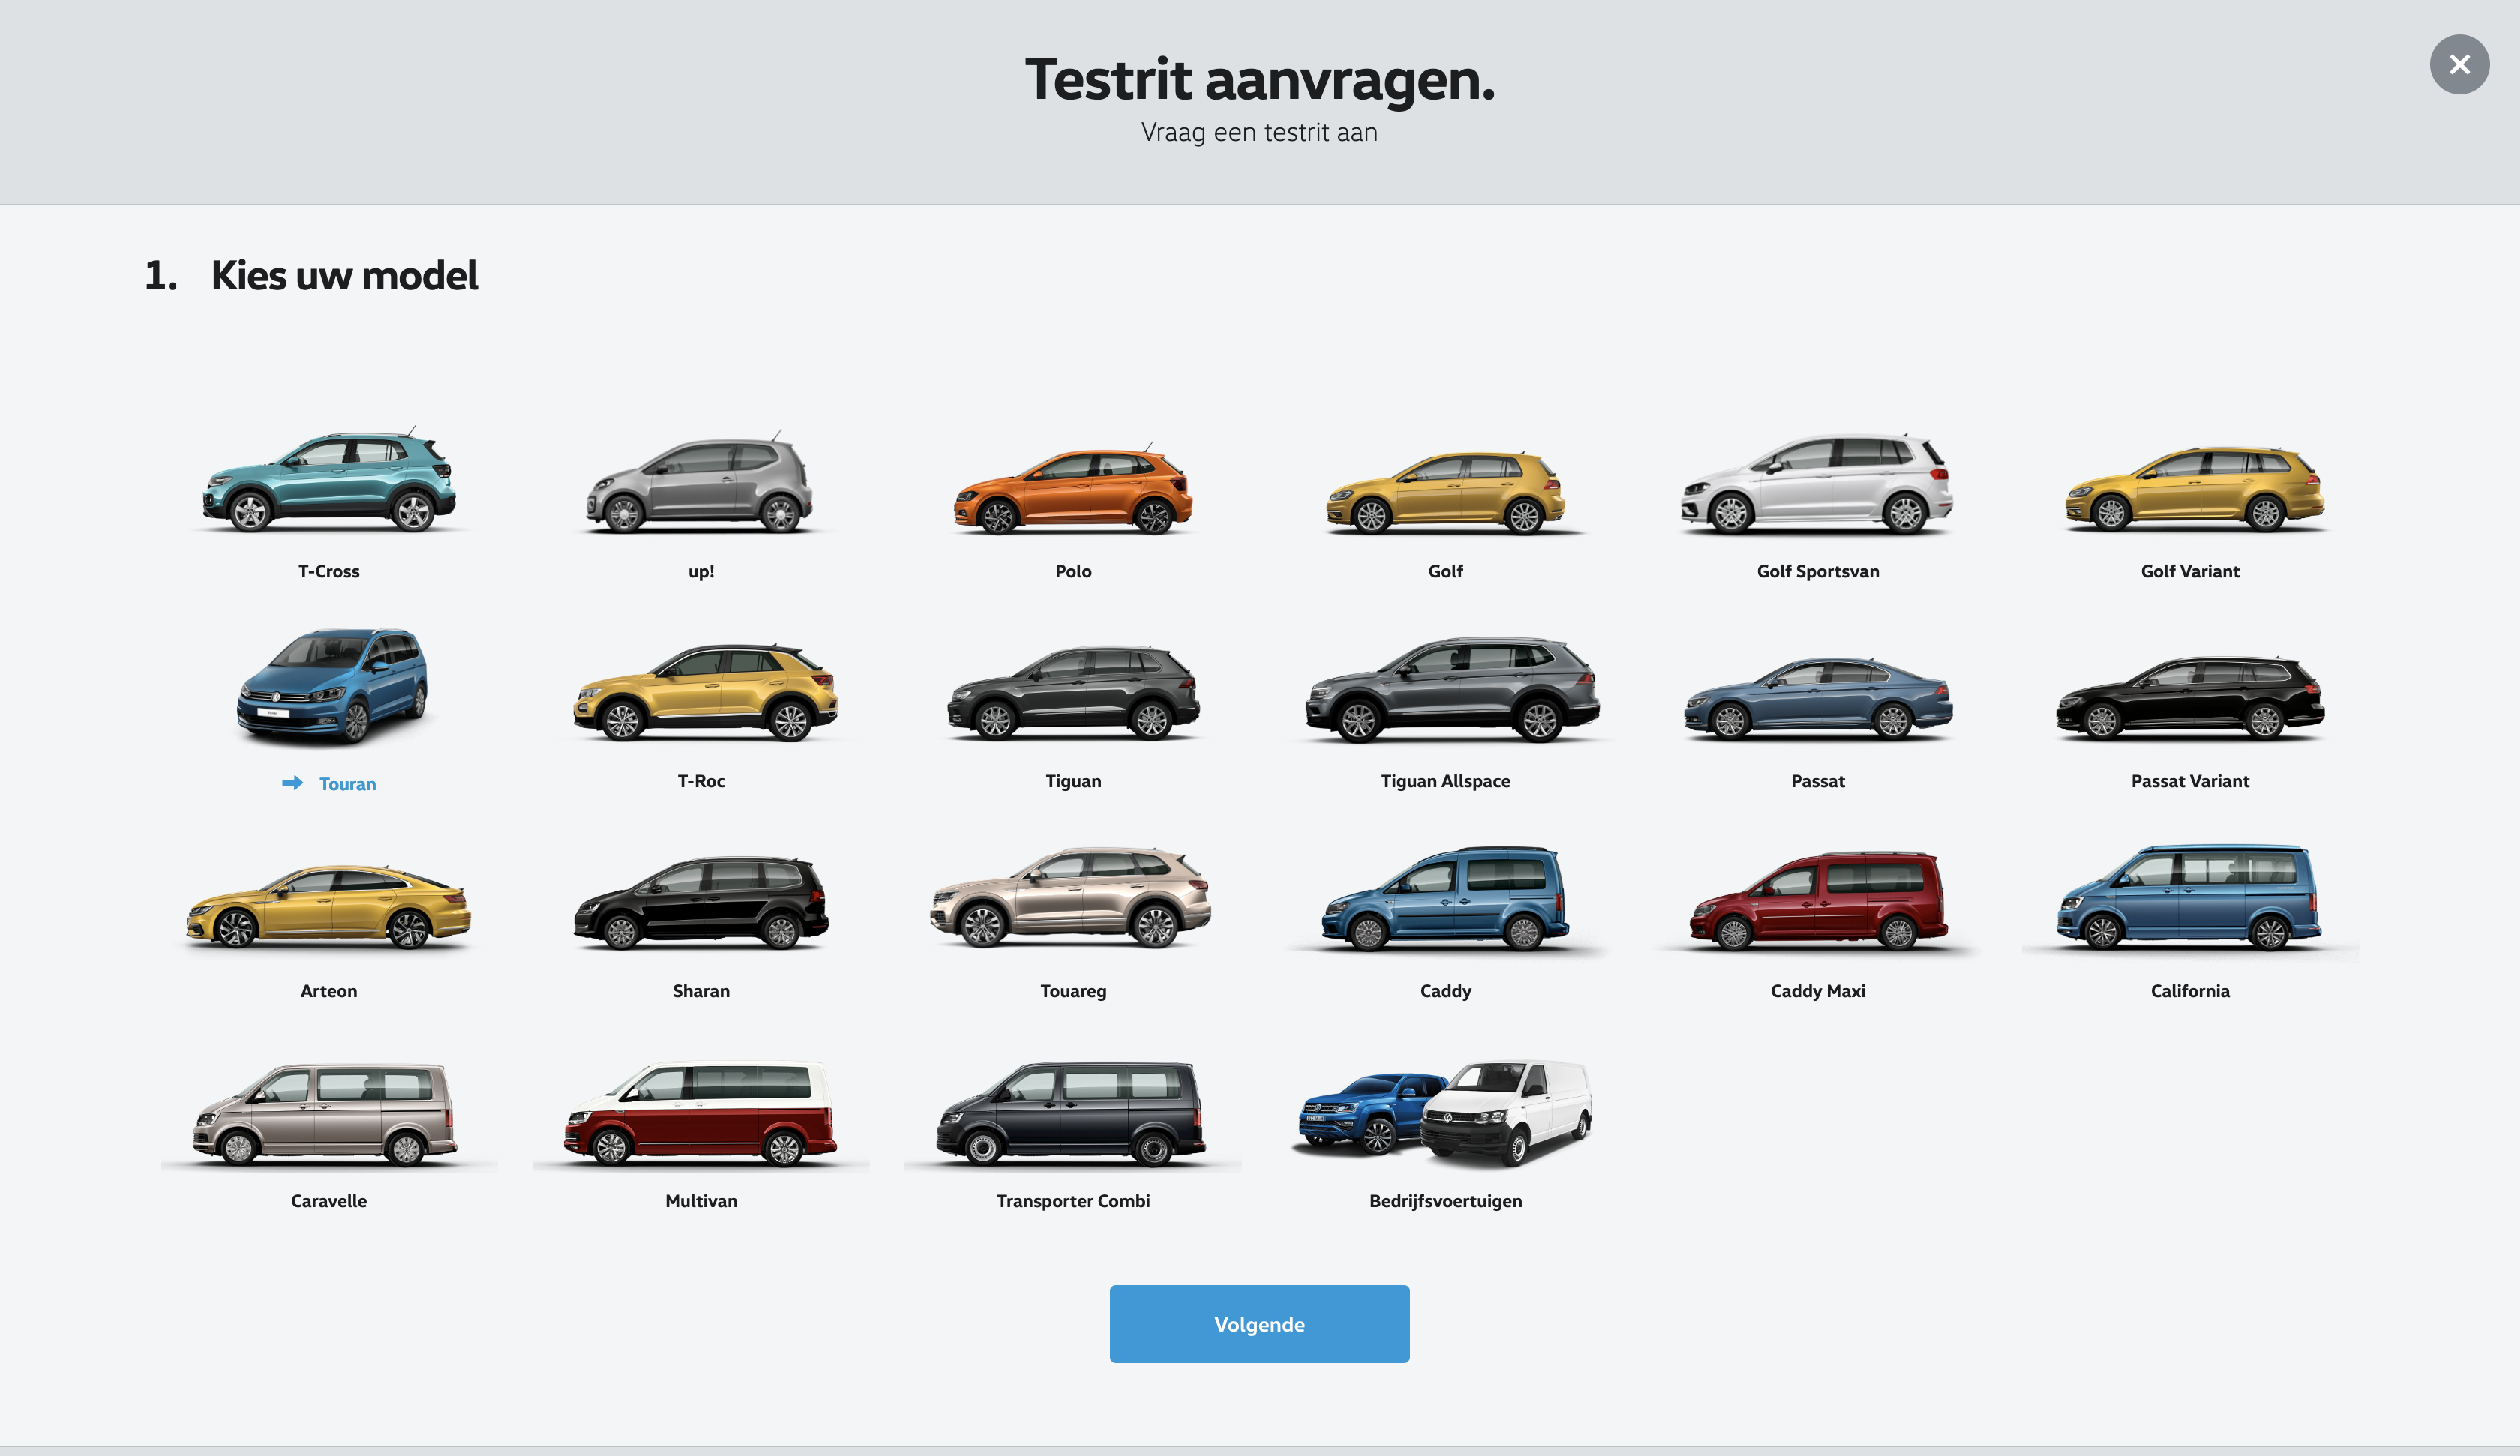 Testrit aanvragen.
Vraag een testrit aan
1. Kies uw model
T-Cross
up!
Polo
Golf
Golf Sportsvan
Golf Variant
Touran
T-Roc
Tiguan
Tiguan Allspace
Passat
Passat Variant
Arteon
Sharan
Touareg
Caddy
Caddy Maxi
California
Caravelle
Multivan
Transporter Combi
Bedrijfsvoertuigen
Volgende